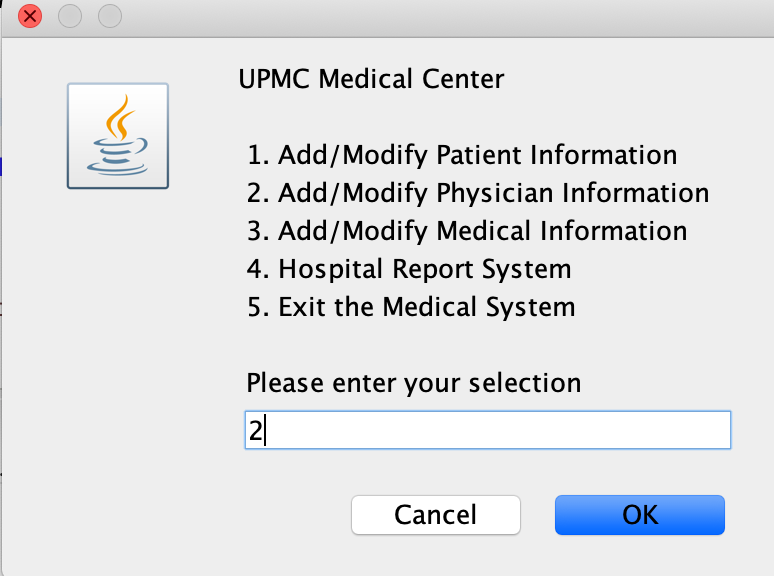 UPMC Medical Center
1. Add/Modify Patient Information
2. Add/Modify Physician Information
3. Add/Modify Medical Information
4. Hospital Report System
5. Exit the Medical System
Please enter your selection
2
Cancel OK